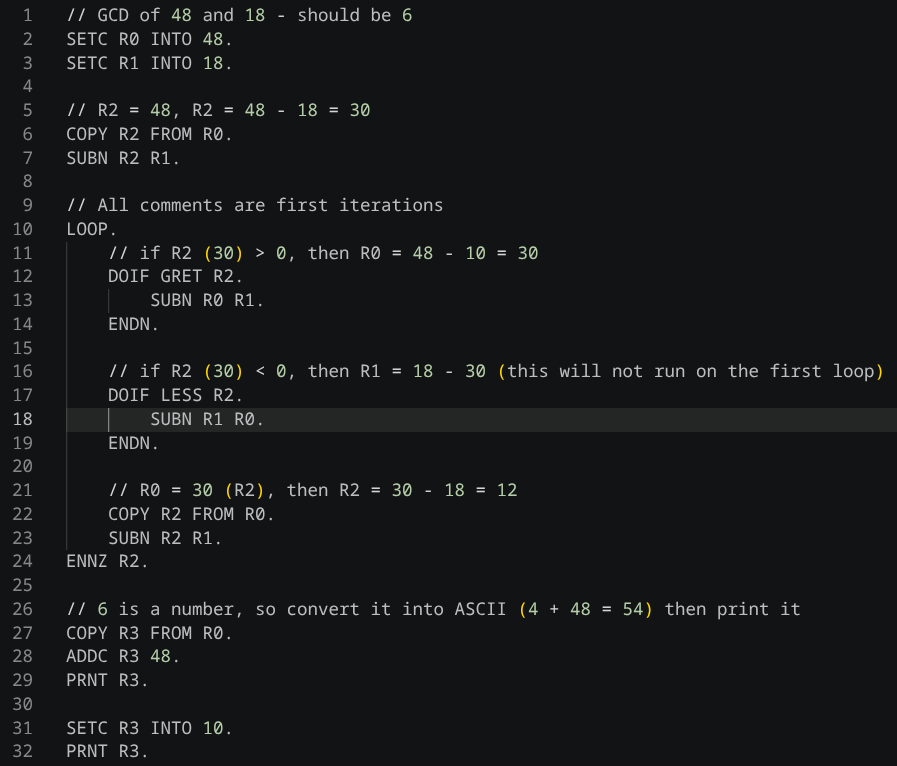 1 // GCD of 48 and 18 - should be 6
2 SETC R0 INTO 48.
3 SETC R1 INTO 18.
4
5 // R2 = 48, R2 = 48 - 18 = 30
6 COPY R2 FROM R0.
7 SUBN R2 R1.
8
9 // All comments are first iterations
10 LOOP.
11 // if R2 (30) > 0, then R0 = 48 - 10 = 30
12 DOIF GRET R2.
13 SUBN R0 R1.
14 ENDN.
15
16 // if R2 (30) < 0, then R1 = 18 - 30 (this will not run on the first loop)
17 DOIF LESS R2.
18 SUBN R1 R0.
19 ENDN.
20
21 // R0 = 30 (R2), then R2 = 30 - 18 = 12
22 COPY R2 FROM R0.
23 SUBN R2 R1.
24 ENNZ R2.
25
26 // 6 is a number, so convert it into ASCII (4 + 48 = 54) then print it
27 COPY R3 FROM R0.
28 ADDC R3 48.
29 PRNT R3.
30
31 SETC R3 INTO 10.
32 PRNT R3.